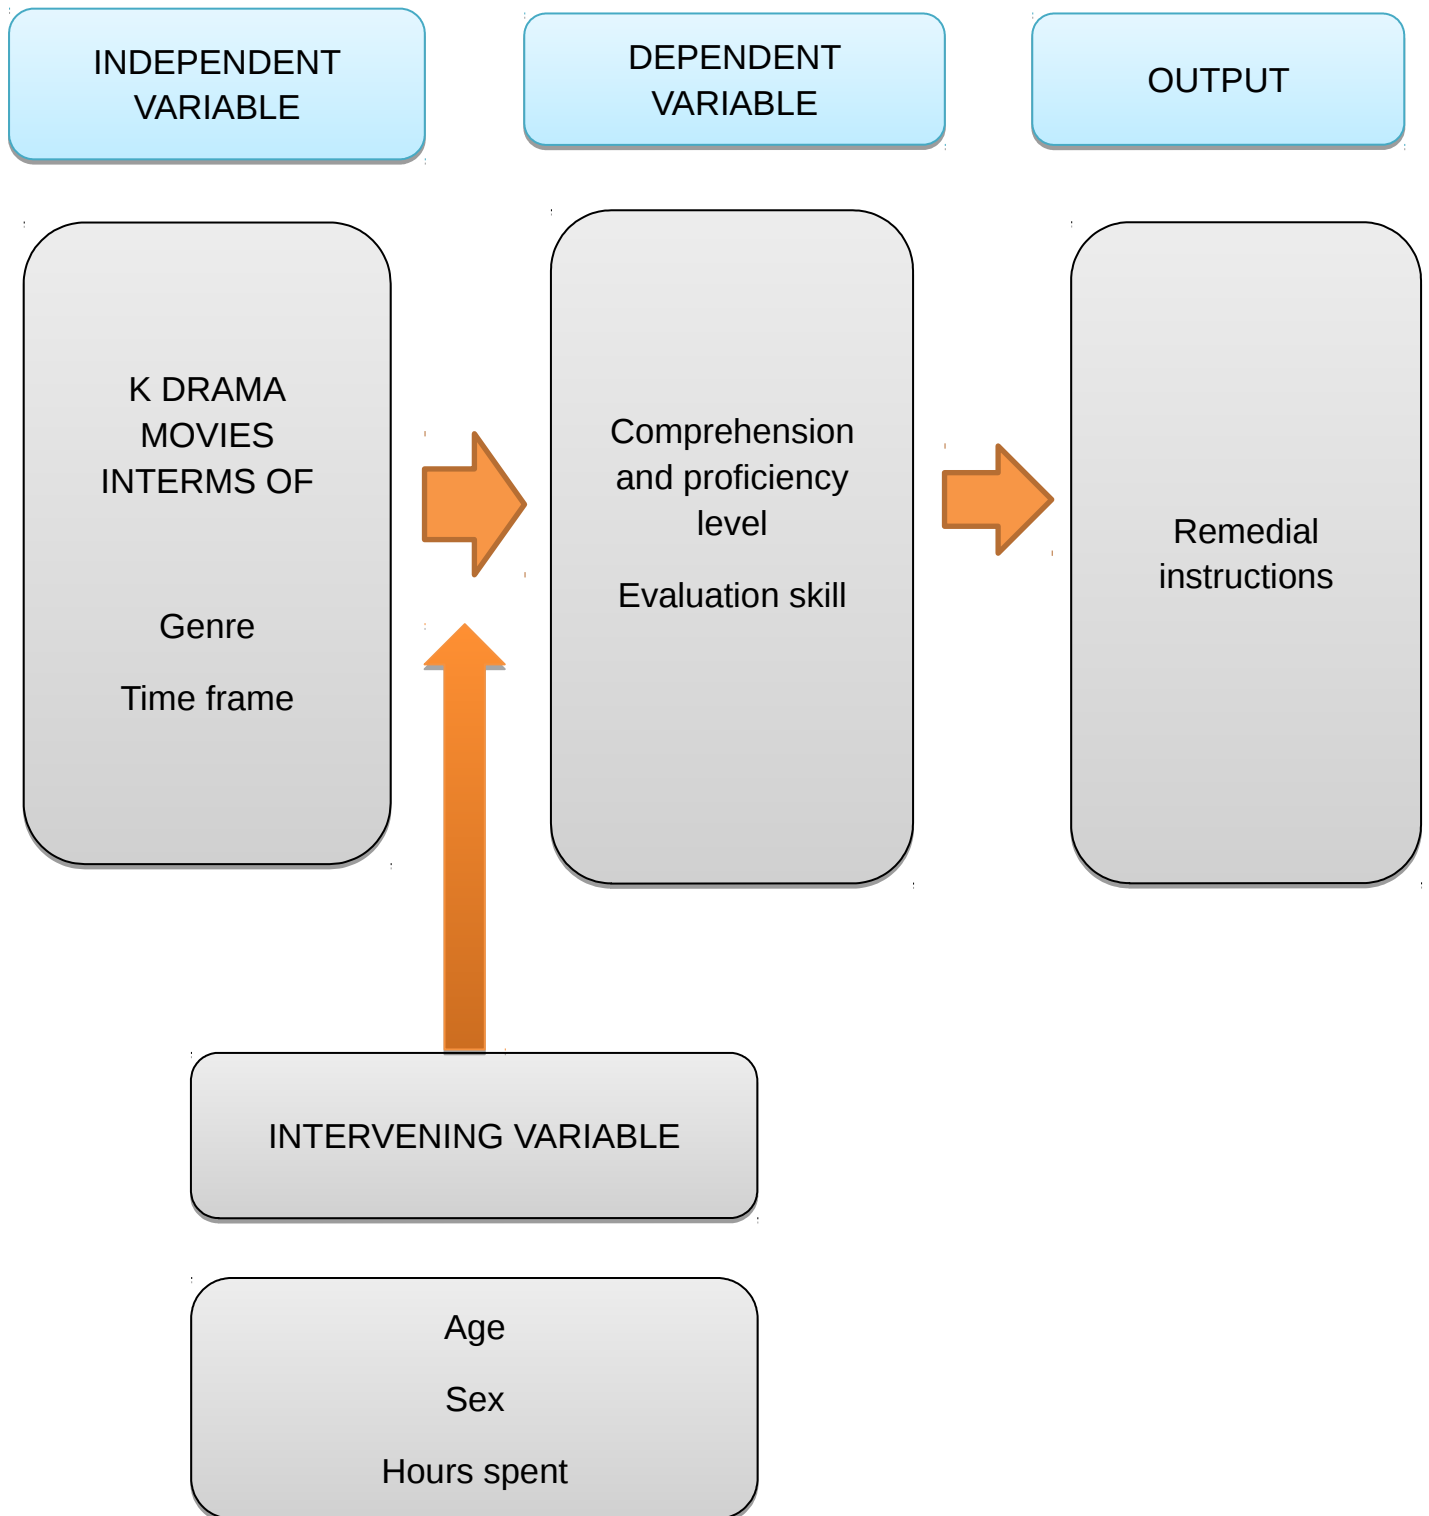 INDEPENDENT
VARIABLE
DEPENDENT
VARIABLE
OUTPUT
K DRAMA
MOVIES
INTERMS OF
Genre
Time frame
Comprehension
and proficiency
level
Evaluation skill
Remedial
instructions
INTERVENING VARIABLE
Age
Sex
Hours spent